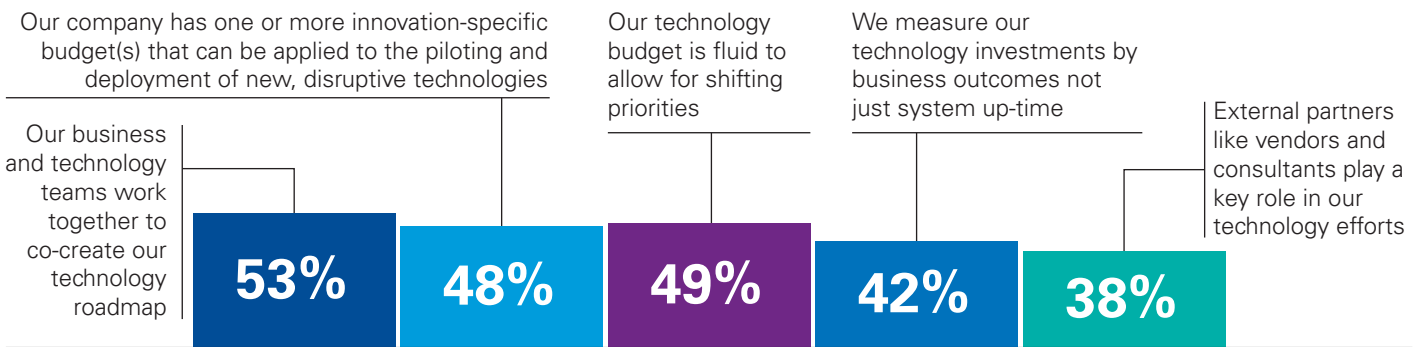 Our company has one or more innovation-specific
budget(s) that can be applied to the piloting and
deployment of new, disruptive technologies
Our technology
budget is fluid to
allow for shifting
priorities
We measure our
technology investments by
business outcomes not
just system up-time
External partners
like vendors and
consultants play a
key role in our
technology efforts
Our business
and technology
teams work
together to
co-create our
technology
roadmap
53%
48%
49%
42%
38%